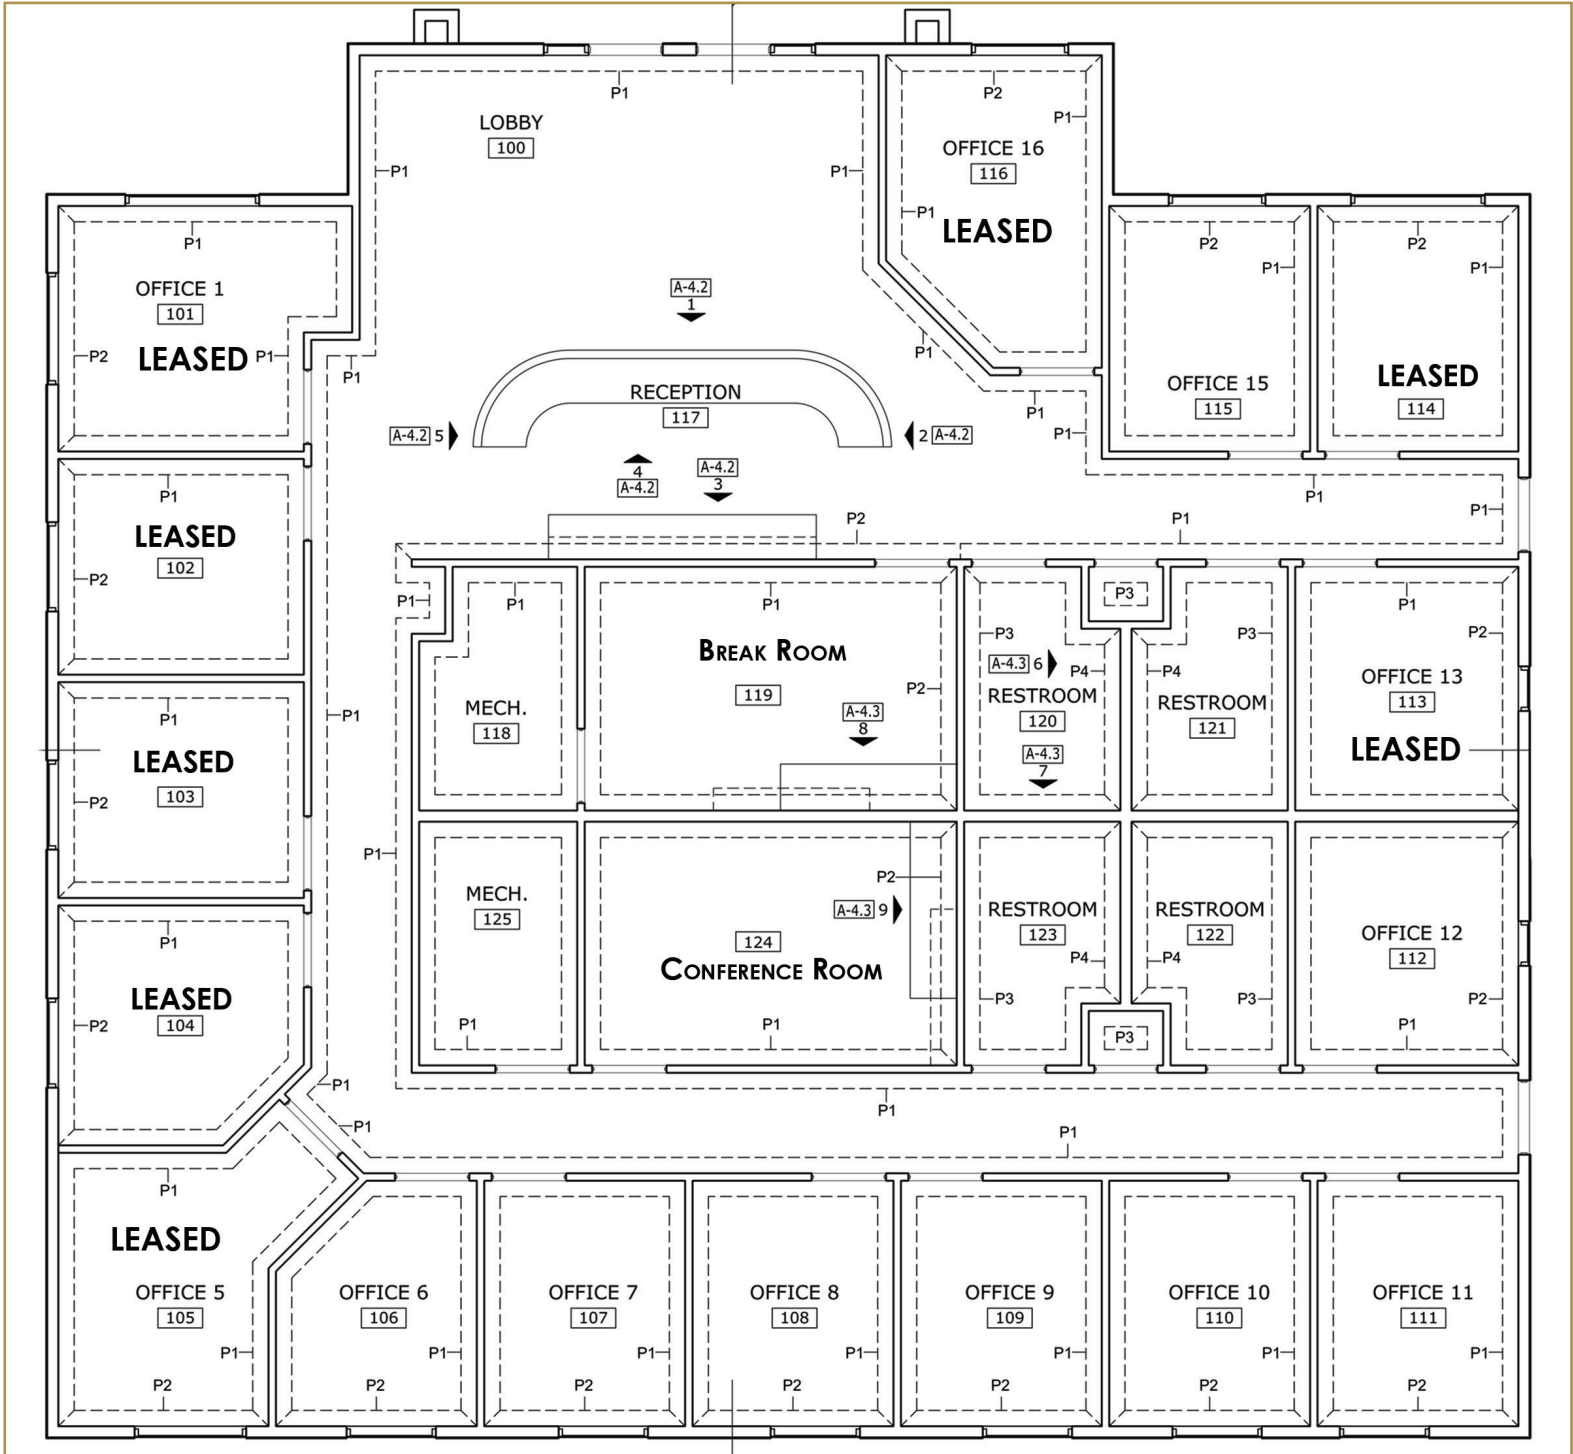 P1
LOBBY
100
P1
P1
P2
P1
OFFICE 16
116
P1
LEASED
P1
OFFICE 1
101
LEASED
P2
P1
P1
A-4.2
1
P1
P2
P1
OFFICE 15
115
P2
P1
LEASED
114
RECEPTION
117
A-4.2 5
2 A-4.2
4
A-4.2
A-4.2
3
P1
P1
P1
P1
P1
LEASED
102
P2
P2
P1
P1
P1
MECH.
118
P1
BREAK ROOM
119
P2
A-4.3
8
P3
P3
A-4.3 6
P4
RESTROOM
120
A-4.3
7
P3
P4
RESTROOM
121
P1
P2
OFFICE 13
113
LEASED
P1
LEASED
103
P2
P1
P1
MECH.
125
P1
P2
A-4.3 9
124
CONFERENCE ROOM
P1
RESTROOM
123
P4
P3
RESTROOM
122
P4
P3
P3
OFFICE 12
112
P2
P1
P1
LEASED
104
P2
P1
P1
P1
P1
P1
LEASED
OFFICE 5
105
P1
P2
OFFICE 6
106
P1
P2
OFFICE 7
107
P1
P2
OFFICE 8
108
P1
P2
OFFICE 9
109
P1
P2
OFFICE 10
110
P1
P2
OFFICE 11
111
P1
P2